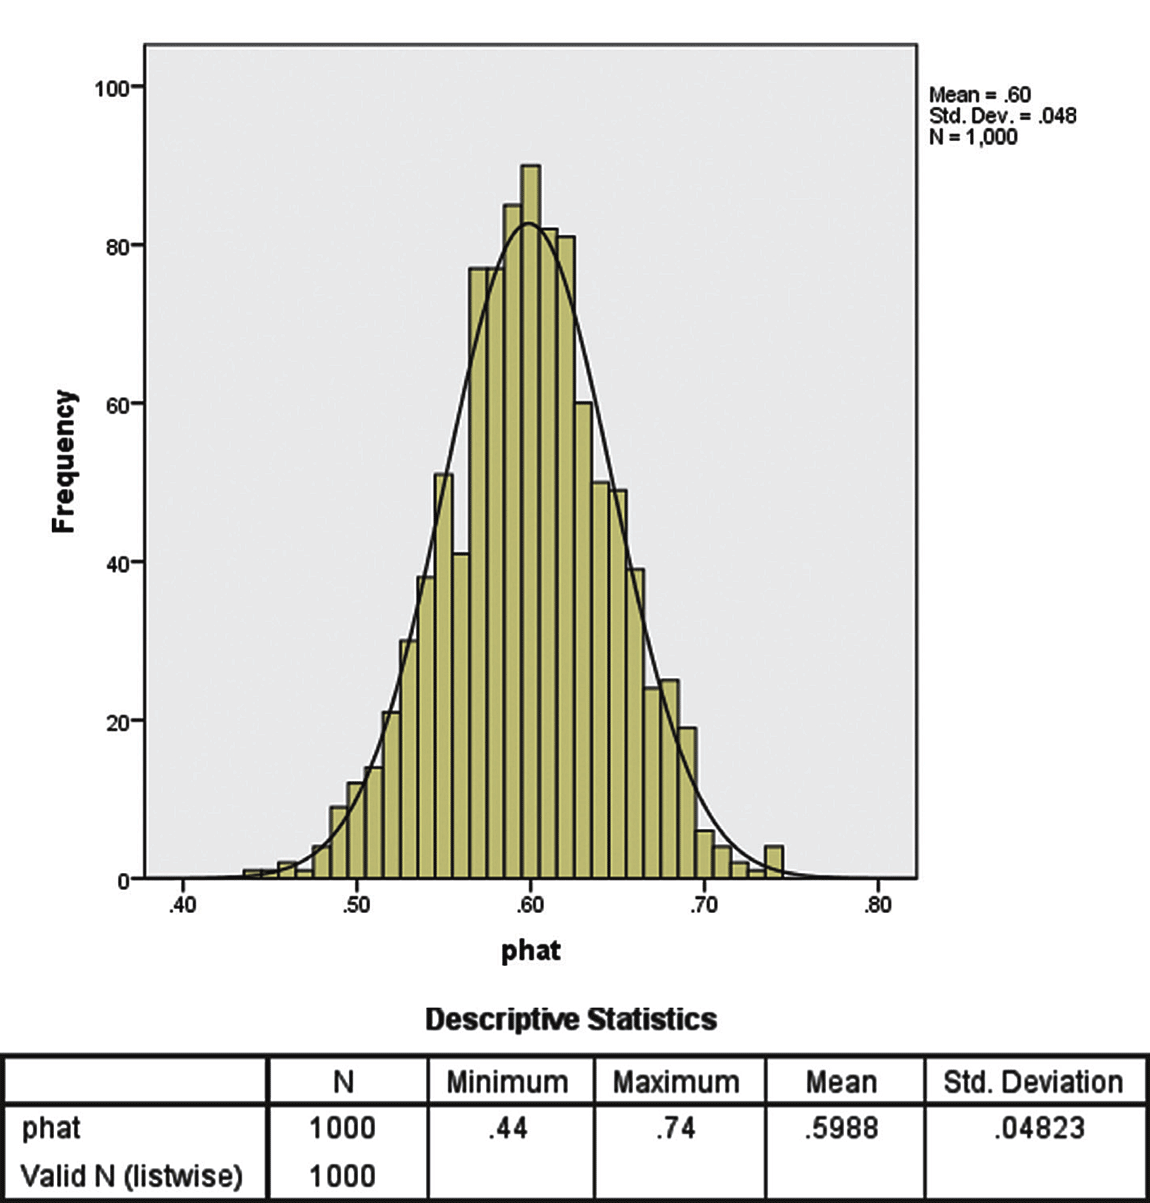 100
80
60
40
20
0
Frequency
.40 .50 .60 .70 .80
phat
Mean = .60
Std. Dev. = .048
N = 1,000
Descriptive Statistics
N Minimum Maximum Mean Std. Deviation
phat 1000 .44 .74 .5988 .04823
Valid N (listwise) 1000